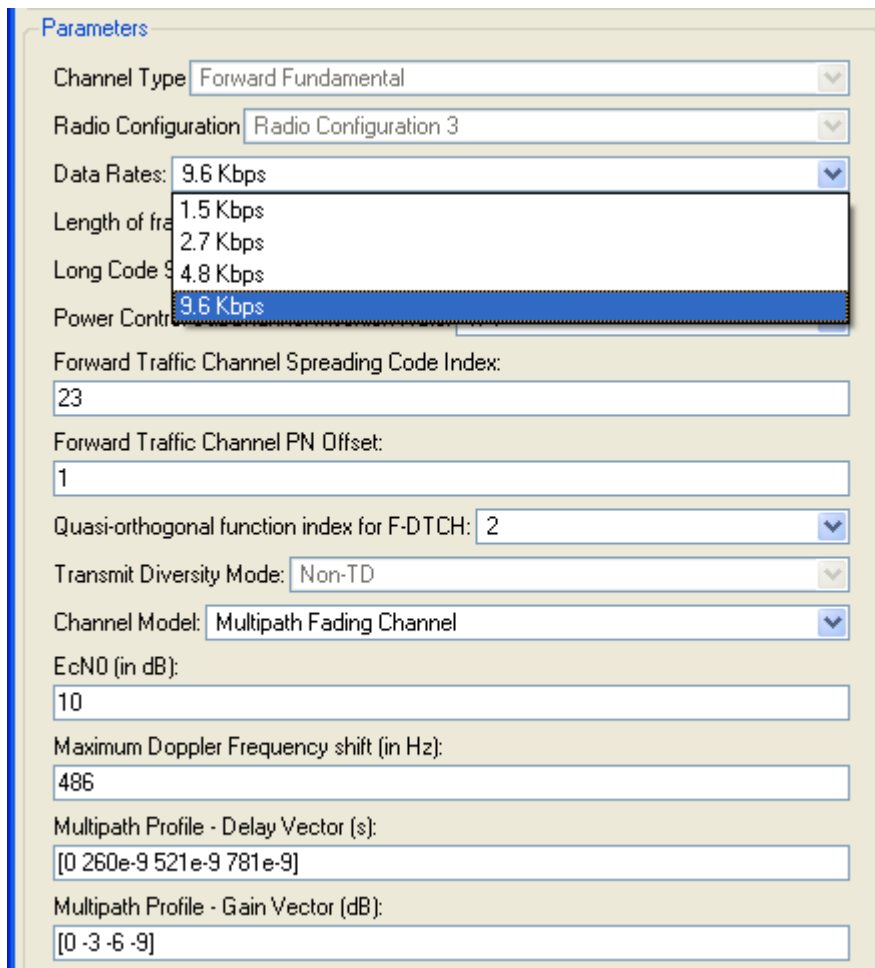 Parameters
Channel Type Forward Fundamental
Radio Configuration Radio Configuration 3
Data Rates: 9.6 Kbps
1.5 Kbps
Length of
2.7 Kbps
Long Code
4.8 Kbps
9.6 Kbps
Power
Forward Traffic Channel Spreading Code Index:
23
Forward Traffic Channel PN Offset:
1
Quasi-orthogonal function index for F-DTCH: 2
Transmit Diversity Mode: Non-TD
Channel Model: Multipath Fading Channel
EcN0 (in dB):
10
Maximum Doppler Frequency shift (in Hz):
486
Multipath Profile - Delay Vector (s):
[0 260e-9 521e-9 781e-9]
Multipath Profile - Gain Vector (dB):
[0 -3 -6 -9]